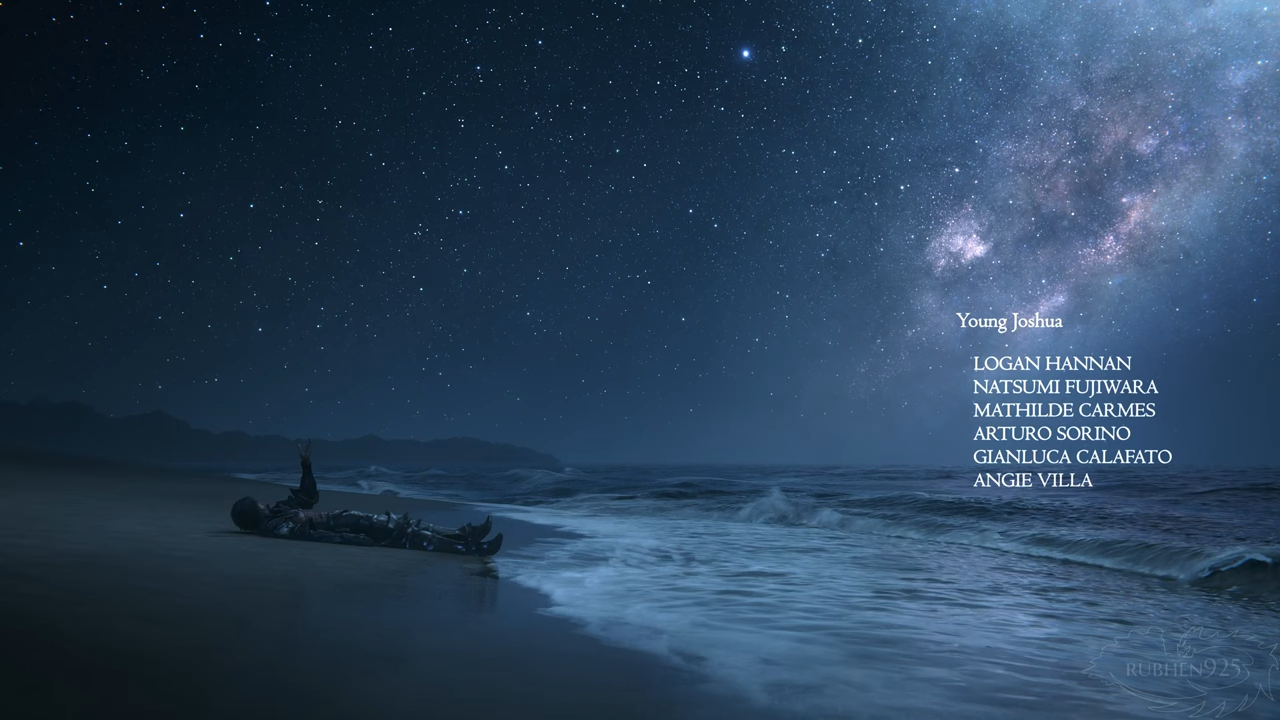 Young Joshua
LOGAN HANNAN
NATSUMI FUJIWARA
MATHILDE CARMES
ARTURO SORINO
GIANLUCA CALAFATO
ANGIE VILLA
RUBHEN925